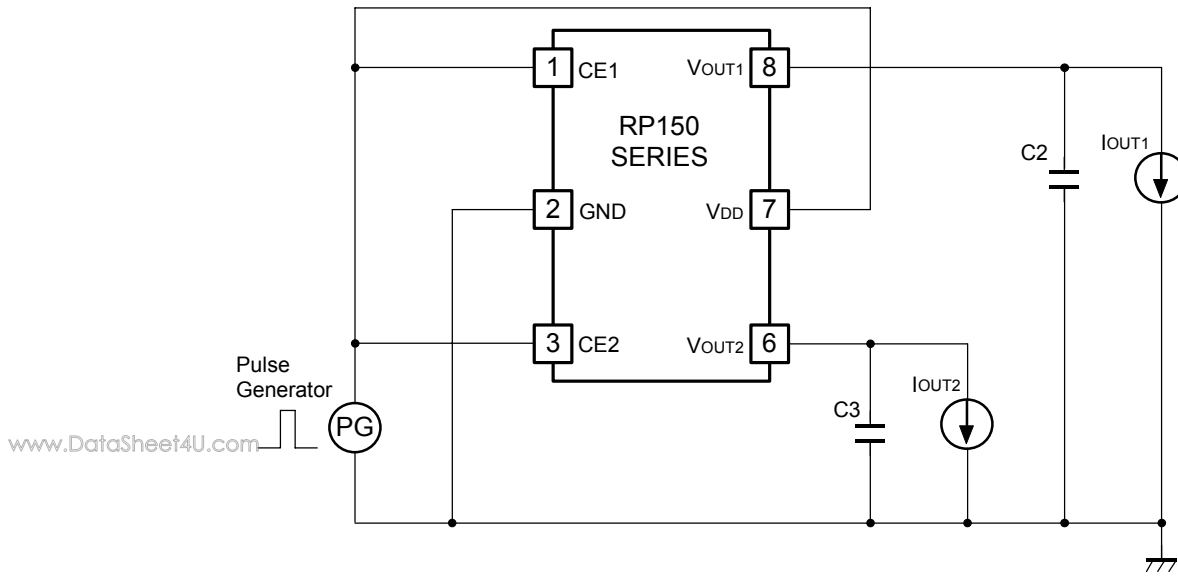 1 CE1
VOUT1 8
RP150
SERIES
C2
IOUT1
2 GND
VDD 7
3 CE2
VOUT2 6
Pulse
Generator
PG
C3
IOUT2
www.DataSheet4U.com